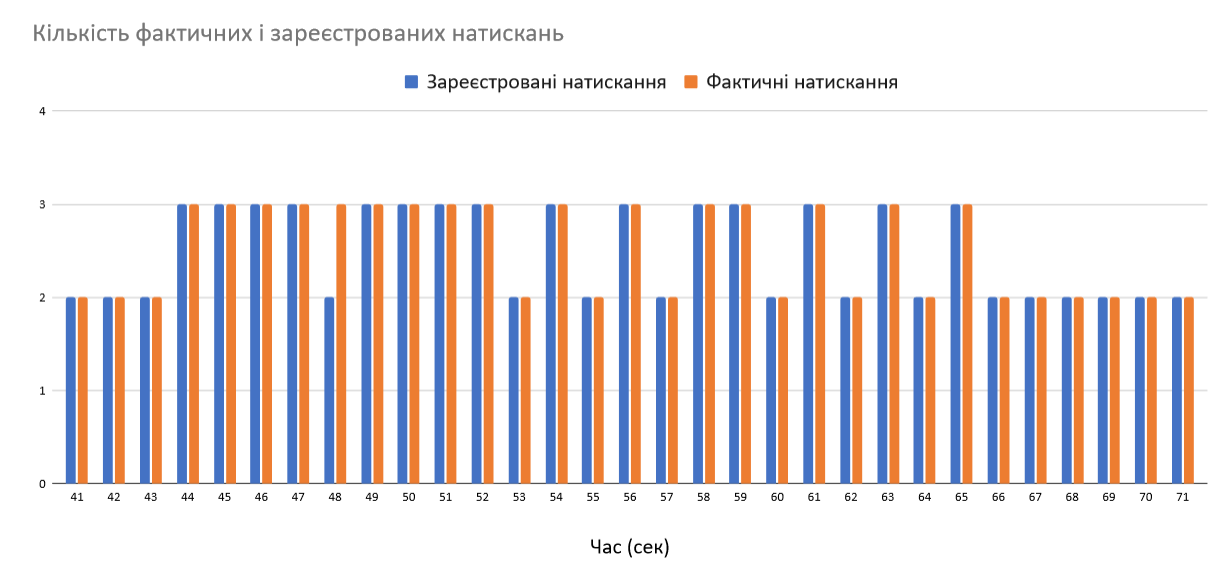 Кількість фактичних і зареєстрованих натискань
Зареєстровані натискання Фактичні натискання
4
3
2
1
0
41 42 43 44 45 46 47 48 49 50 51 52 53 54 55 56 57 58 59 60 61 62 63 64 65 66 67 68 69 70 71
Час (сек)